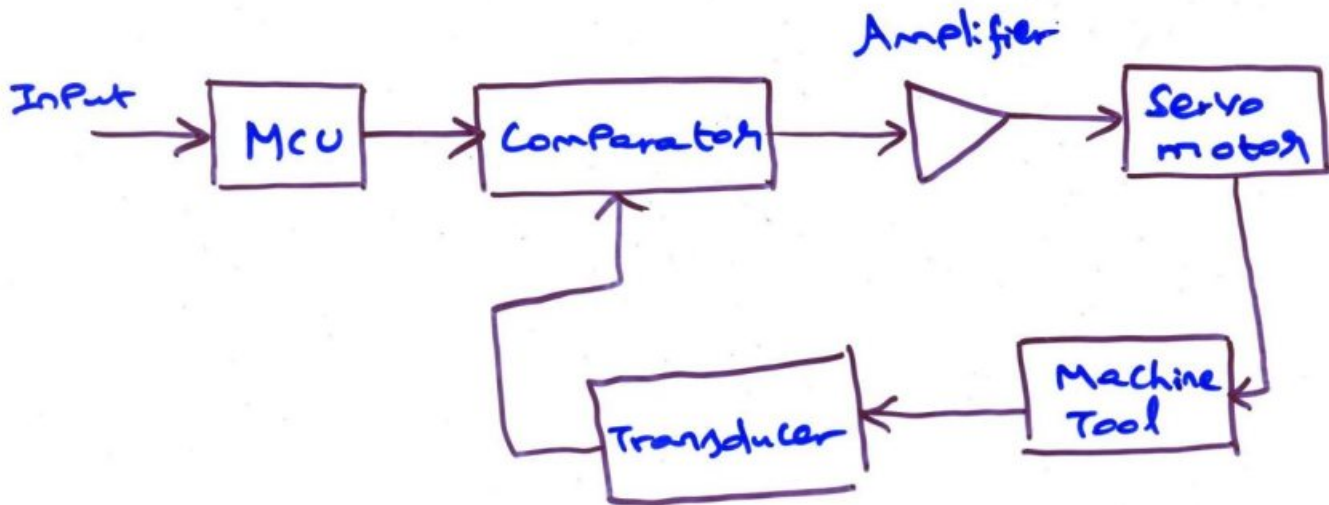 Amplifier
Input
MCU
Comparator
Servo
motor
Machine
Tool
Transducer